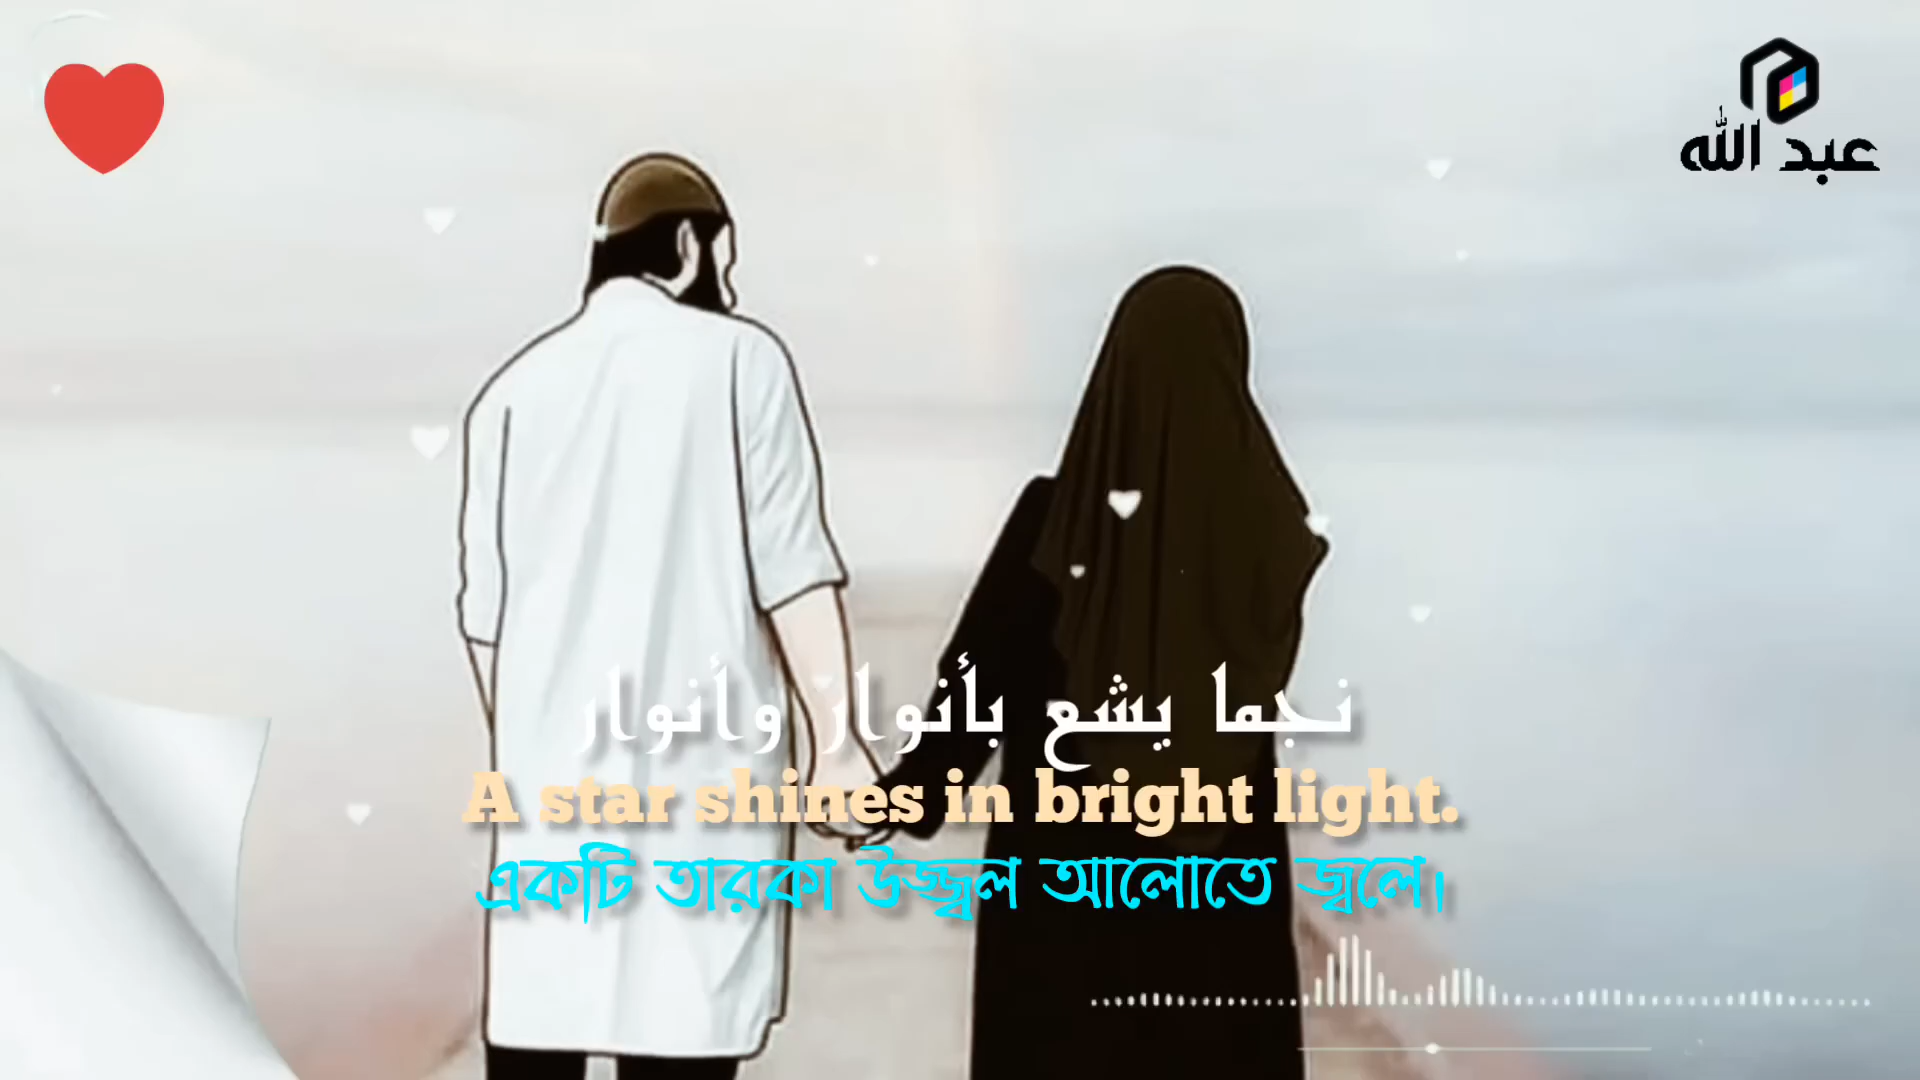 عبد الله
نجما يشع بأنوار وأنوار
A star shines in bright light.
একটি তারকা উজ্জ্বল আলোতে জ্বলে।